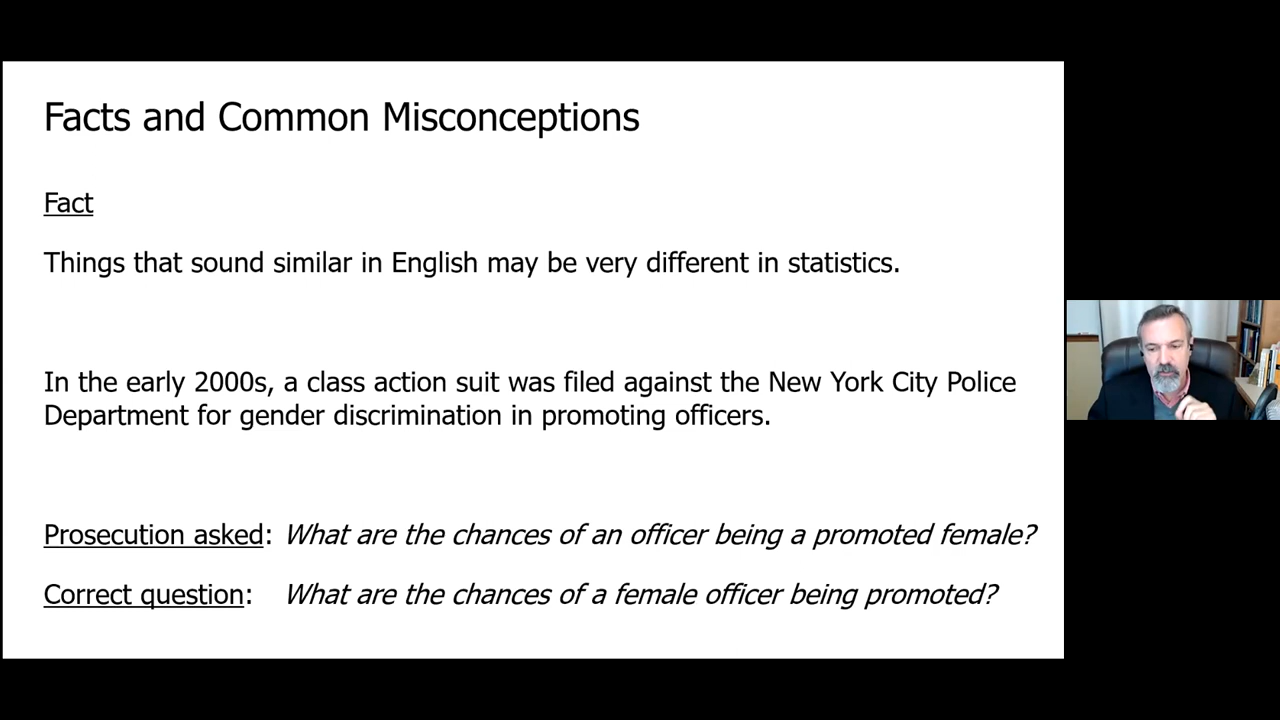 Facts and Common Misconceptions
Fact
Things that sound similar in English may be very different in statistics.
In the early 2000s, a class action suit was filed against the New York City Police
Department for gender discrimination in promoting officers.
Prosecution asked: What are the chances of an officer being a promoted female?
Correct question: What are the chances of a female officer being promoted?